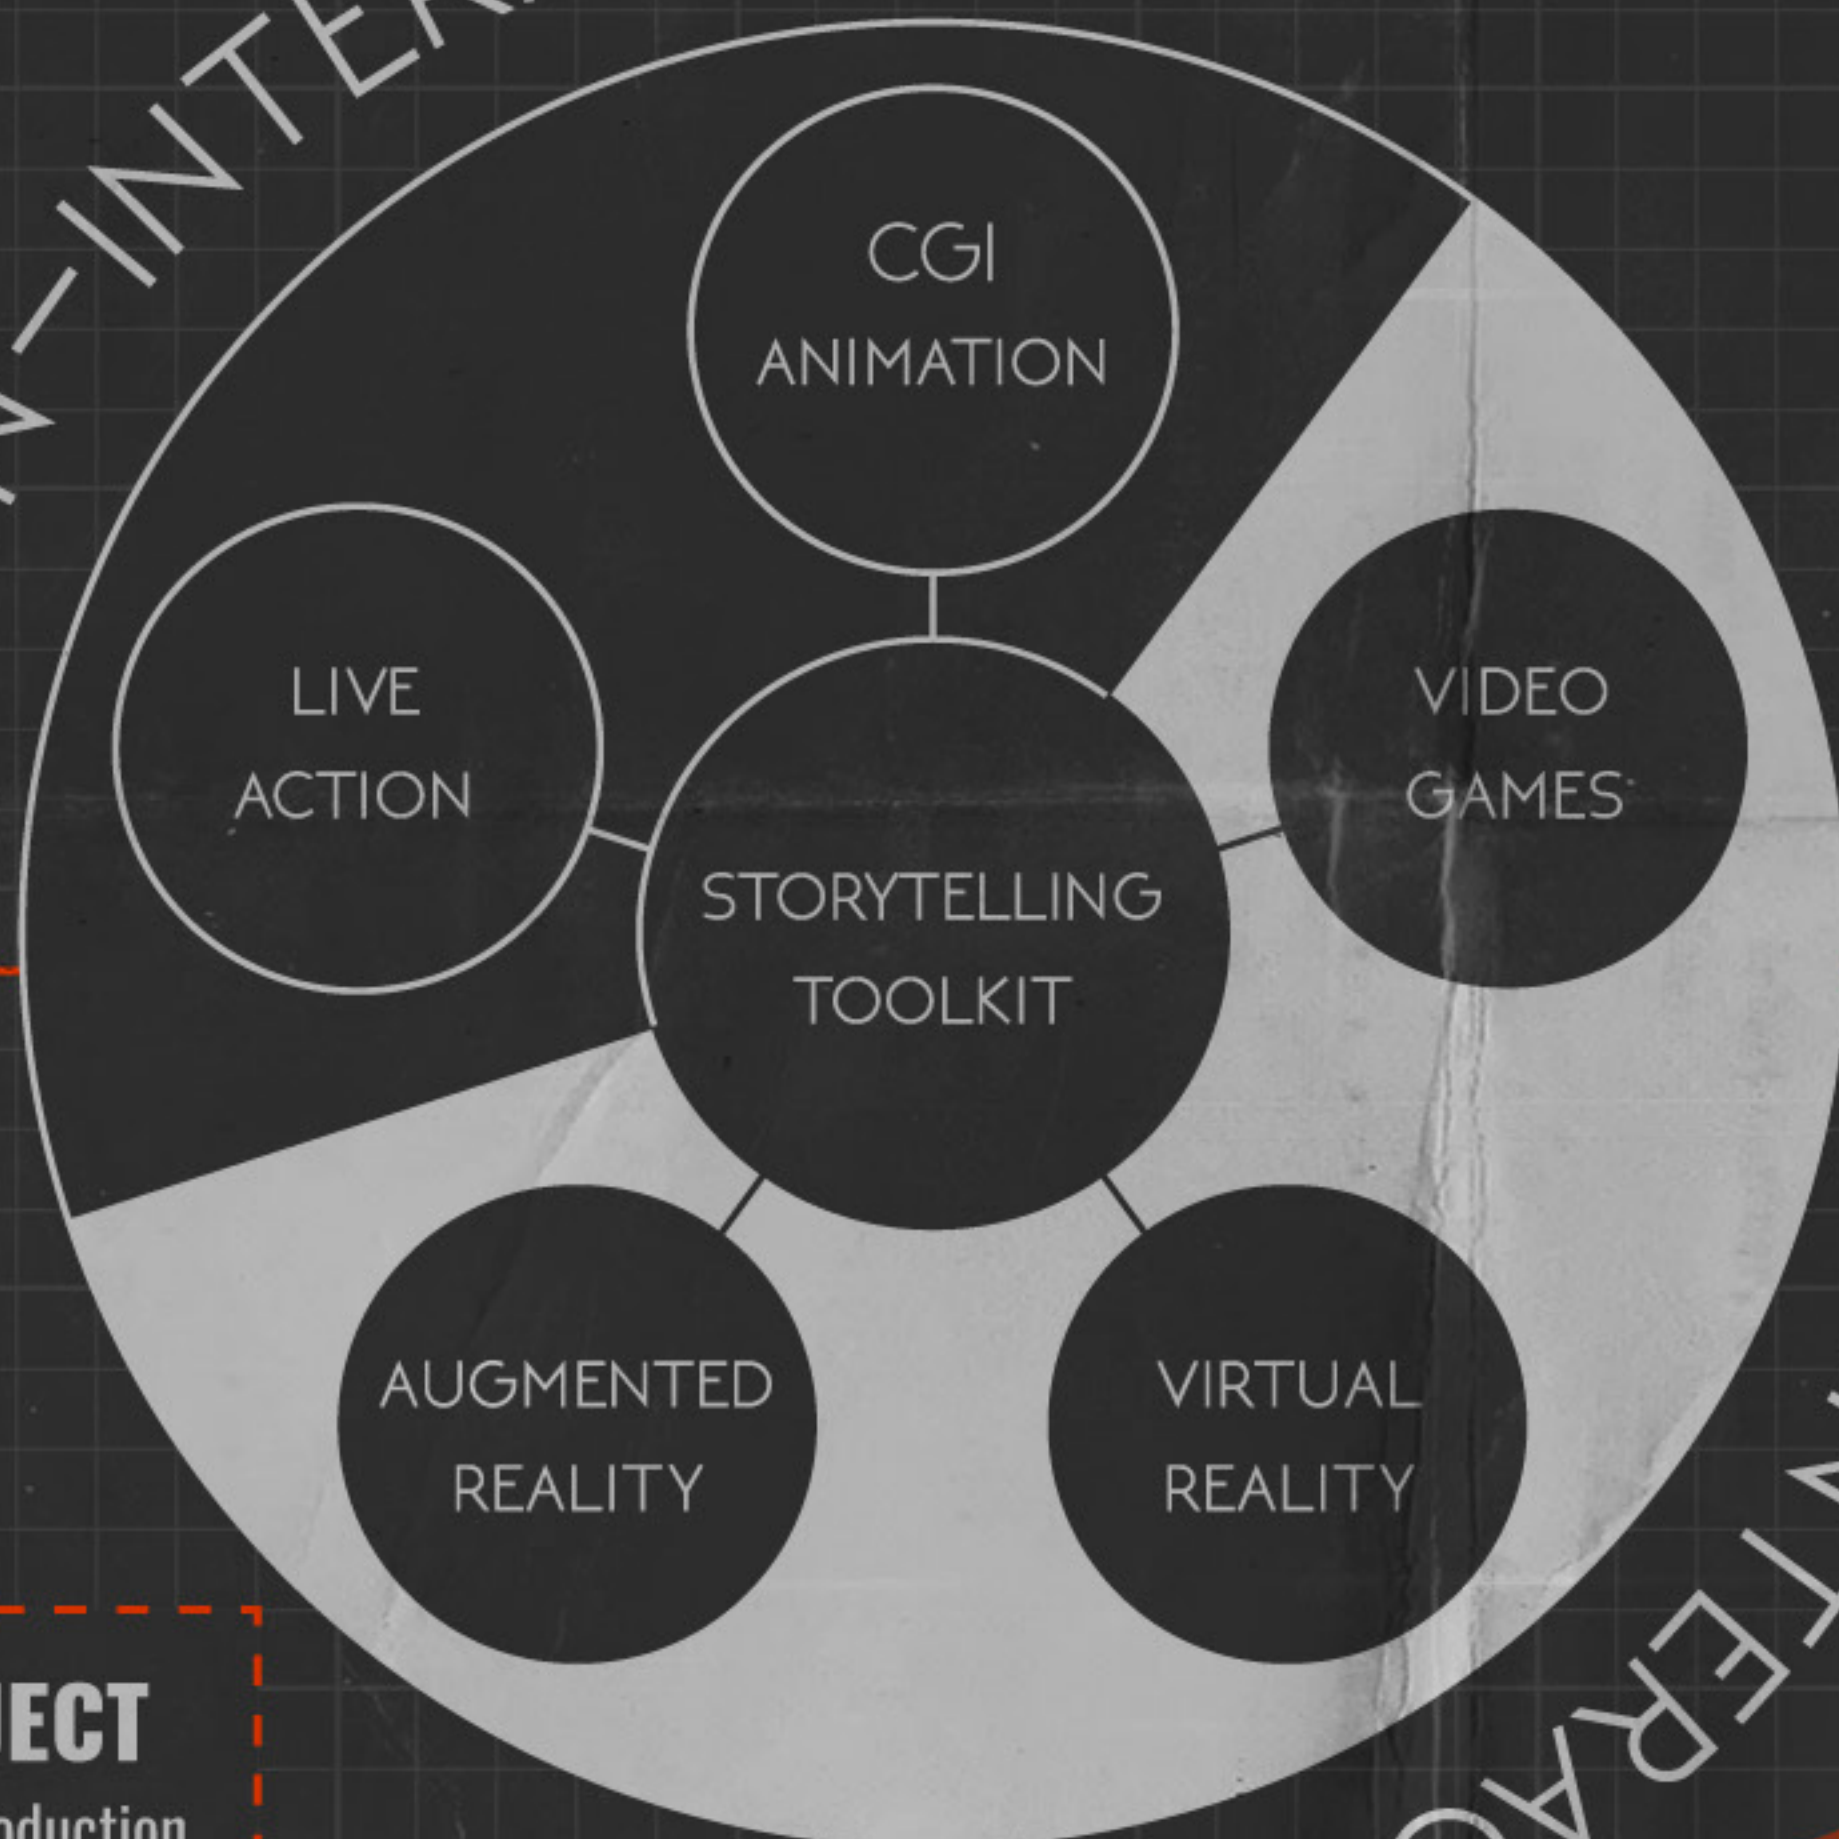 CGI
ANIMATION
LIVE
ACTION
VIDEO
GAMES
STORYTELLING
TOOLKIT
AUGMENTED
REALITY
VIRTUAL
REALITY